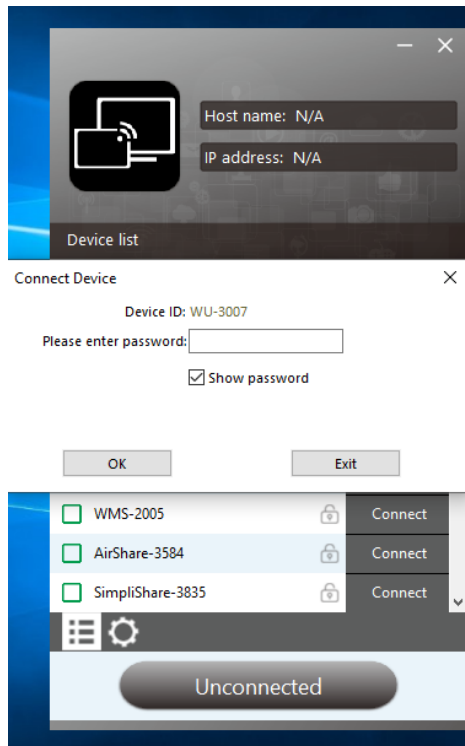 Host name: N/A
IP address: N/A
Device list
Connect Device
Device ID: WU-3007
Please enter password:
Show password
OK Exit
WMS-2005 Connect
AirShare-3584 Connect
SimpliShare-3835 Connect
Unconnected